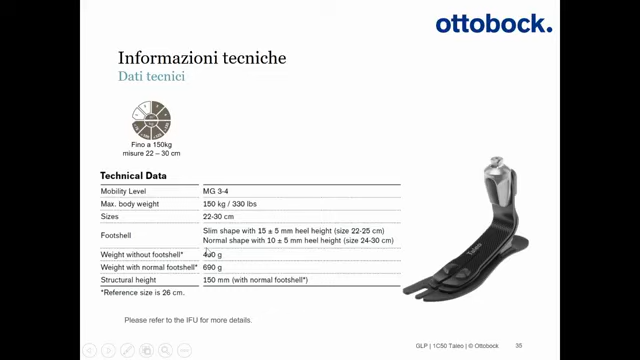 ottobock.
Informazioni tecniche
Dati tecnici
Fino a 150kg
misure 22 – 30 cm
Technical Data
Mobility Level MG 3-4
Max. body weight 150 kg / 330 lbs
Sizes 22-30 cm
Footshell Slim shape with 15 ± 5 mm heel height (size 22-25 cm)
Normal shape with 10 ± 5 mm heel height (size 24-30 cm)
Weight without footshell* g
Weight with normal footshell* 690 g
Structural height 150 mm (with normal footshell*)
*Reference size is 26 cm.
Taleo
Please refer to the IFU for more details.
GLP | 1C50 Taleo | © Ottobock 35